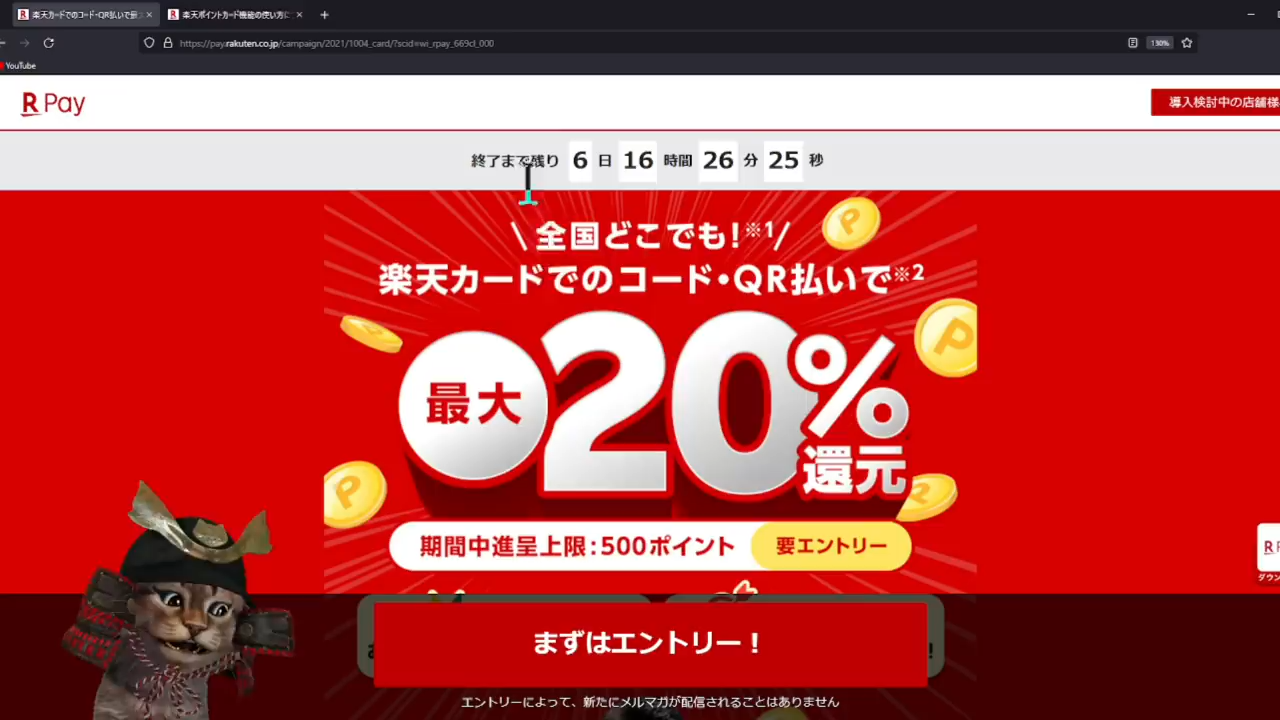 楽天カードでのコード・QR払いで最
楽天ポイントカード機能の使い方に
https://pay.rakuten.co.jp/campaign/2021/1004_card/?scid=wi_rpay_669cl_000
130%
YouTube
R Pay
導入検討中の店舗様
終了まで残り 6 日 16 時間 26 分 25 秒
\ 全国どこでも!※1 /
楽天カードでのコード・QR払いで※2
最大20%還元
期間中進呈上限:500ポイント 要エントリー
まずはエントリー!
エントリーによって、新たにメルマガが配信されることはありません